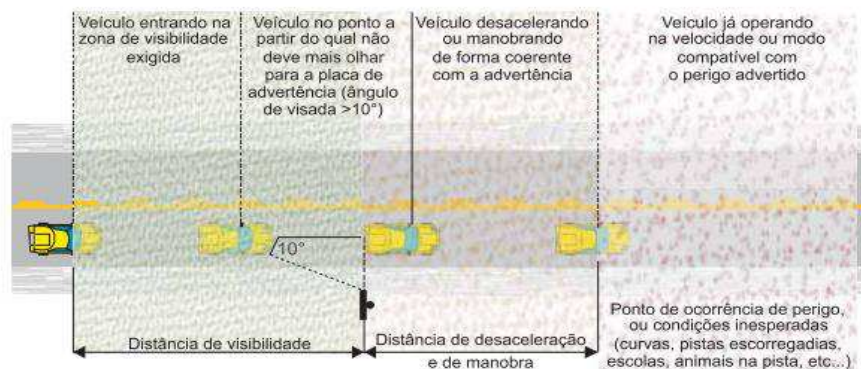 Veículo entrando na
zona de visibilidade
exigida
Veículo no ponto a
partir do qual não
deve mais olhar
para a placa de
advertência (ângulo
de visada >10°)
Veículo desacelerando
ou manobrando
de forma coerente
com a advertência
Veículo já operando
na velocidade ou modo
compatível com
o perigo advertido
10°
Distância de visibilidade
Distância de desaceleração
e de manobra
Ponto de ocorrência de perigo,
ou condições inesperadas
(curvas, pistas escorregadias,
escolas, animais na pista, etc...)